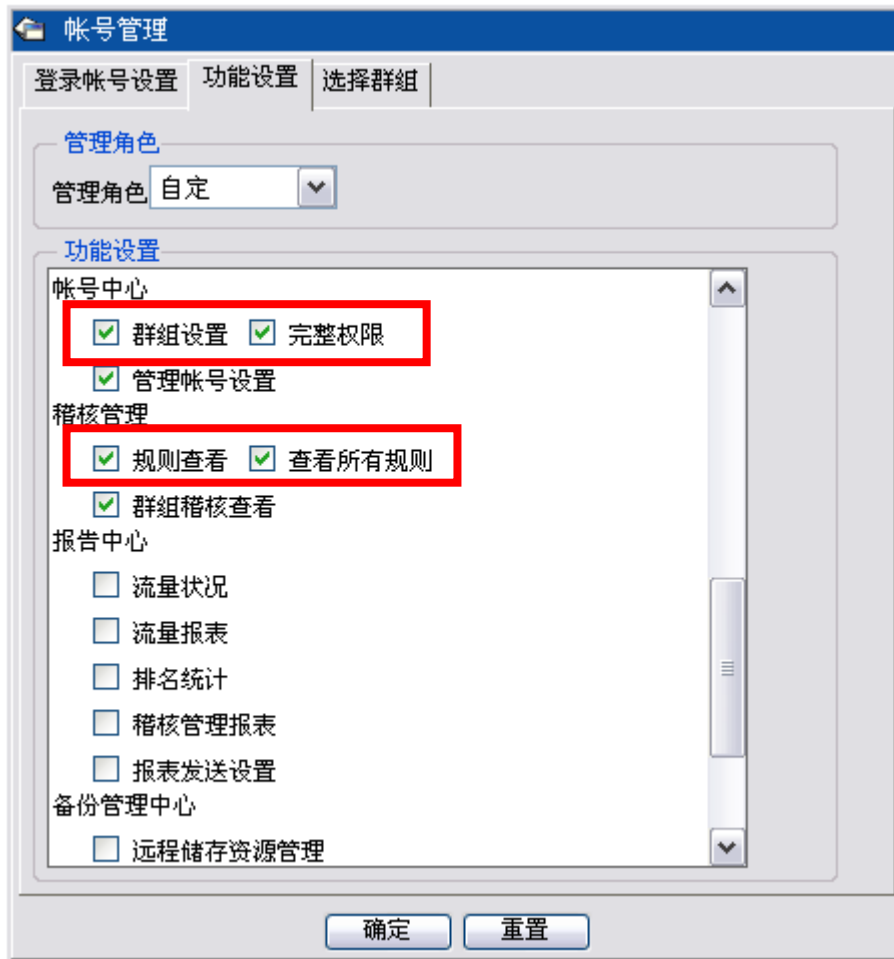 帐号管理
登录帐号设置 功能设置 选择群组
管理角色
管理角色 自定
功能设置
帐号中心
群组设置 完整权限
管理帐号设置
稽核管理
规则查看 查看所有规则
群组稽核查看
报告中心
流量状况
流量报表
排名统计
稽核管理报表
报表发送设置
备份管理中心
远程储存资源管理
确定 重置